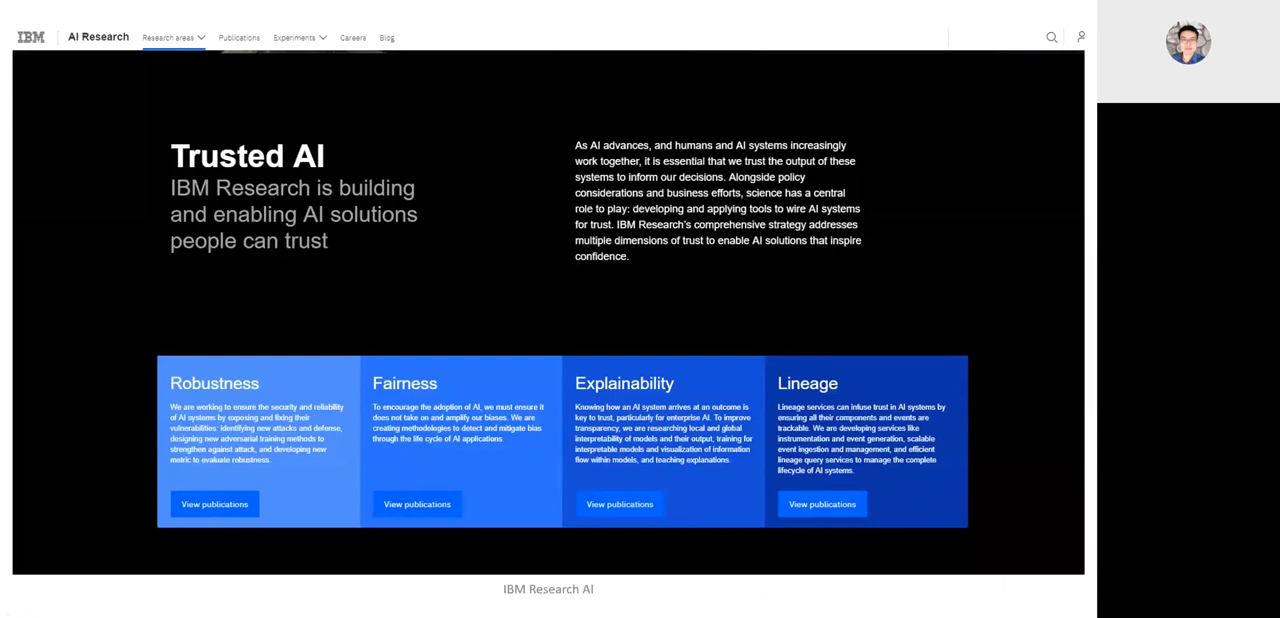 IBM AI Research Research areas Publications Experiments Careers Blog
Trusted AI
IBM Research is building
and enabling AI solutions
people can trust
As AI advances, and humans and AI systems increasingly
work together, it is essential that we trust the output of these
systems to inform our decisions. Alongside policy
considerations and business efforts, science has a central
role to play: developing and applying tools to wire AI systems
for trust. IBM Research's comprehensive strategy addresses
multiple dimensions of trust to enable AI solutions that inspire
confidence.
Robustness
We are working to ensure the security and reliability
of AI systems by exposing and fixing their
vulnerabilities: identifying new attacks and defense,
designing new adversarial training methods to
strengthen against attack, and developing new
metric to evaluate robustness.
View publications
Fairness
To encourage the adoption of AI, we must ensure it
does not take on and amplify our biases. We are
creating methodologies to detect and mitigate bias
through the life cycle of AI applications
View publications
Explainability
Knowing how an AI system arrives at an outcome is
key to trust, particularly for enterprise AI. To improve
transparency, we are researching local and global
interpretability of models and their output, training for
interpretable models and visualization of information
flow within models, and teaching explanations.
View publications
Lineage
Lineage services can infuse trust in AI systems by
ensuring all their components and events are
trackable. We are developing services like
instrumentation and event generation, scalable
event ingestion and management, and efficient
lineage query services to manage the complete
lifecycle of AI systems.
View publications
IBM Research AI